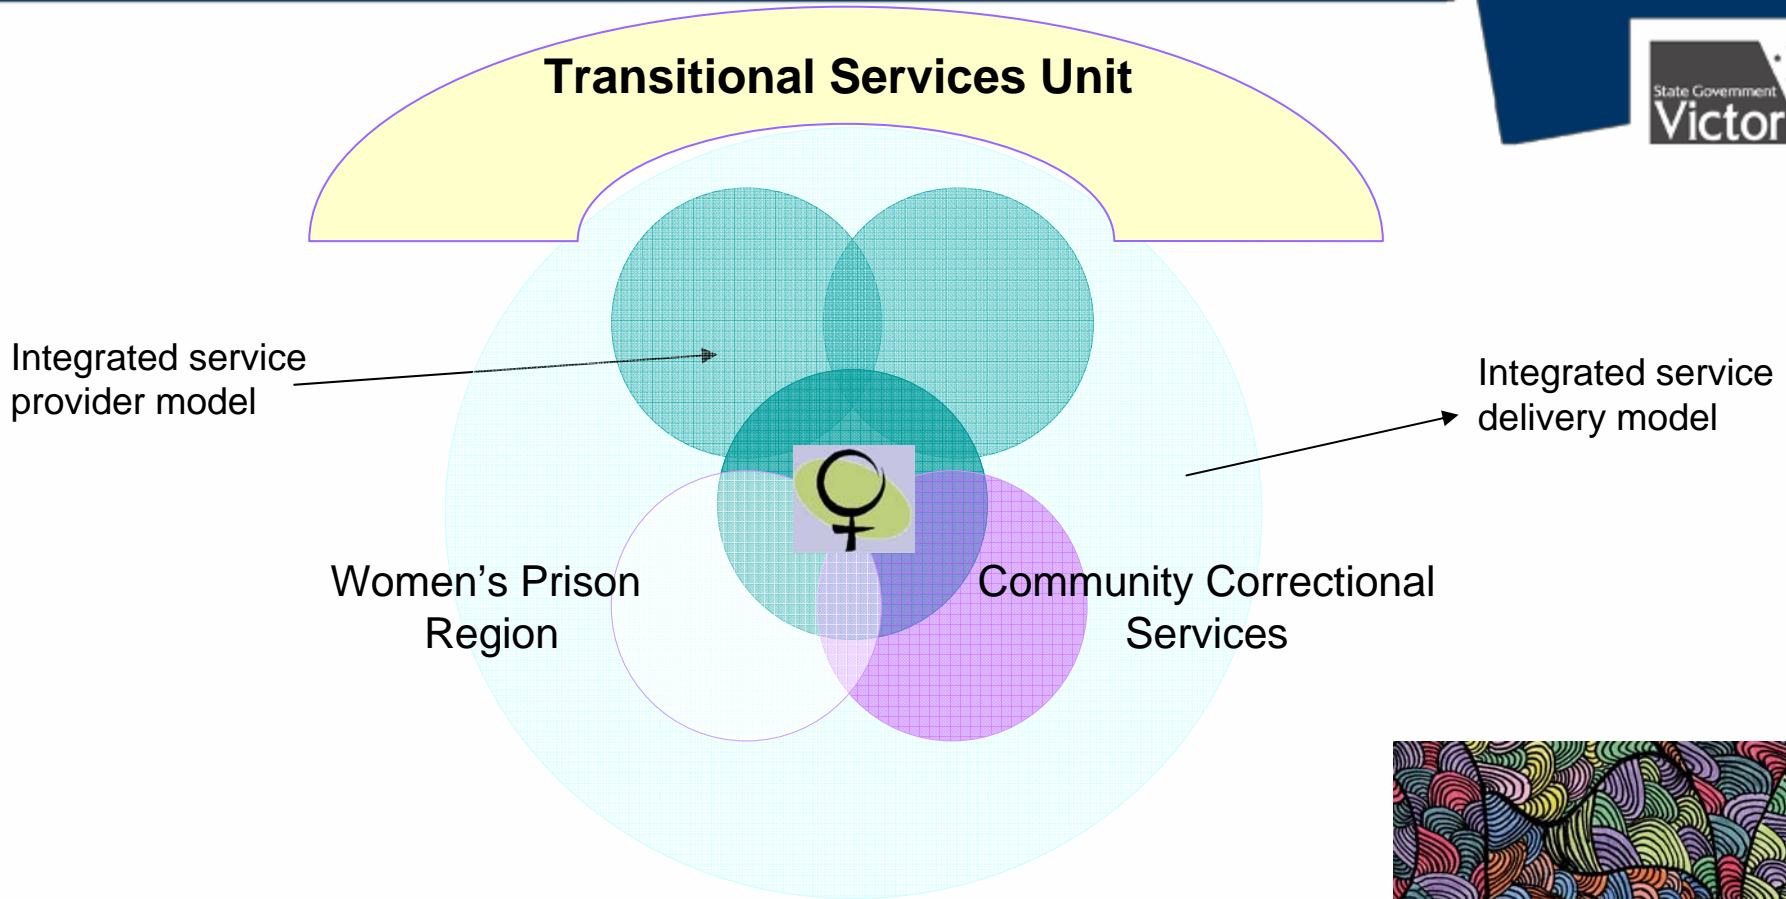 Transitional Services Unit
State Government
Victor
Integrated service
provider model
Integrated service
delivery model
Women’s Prison
Region
Community Correctional
Services